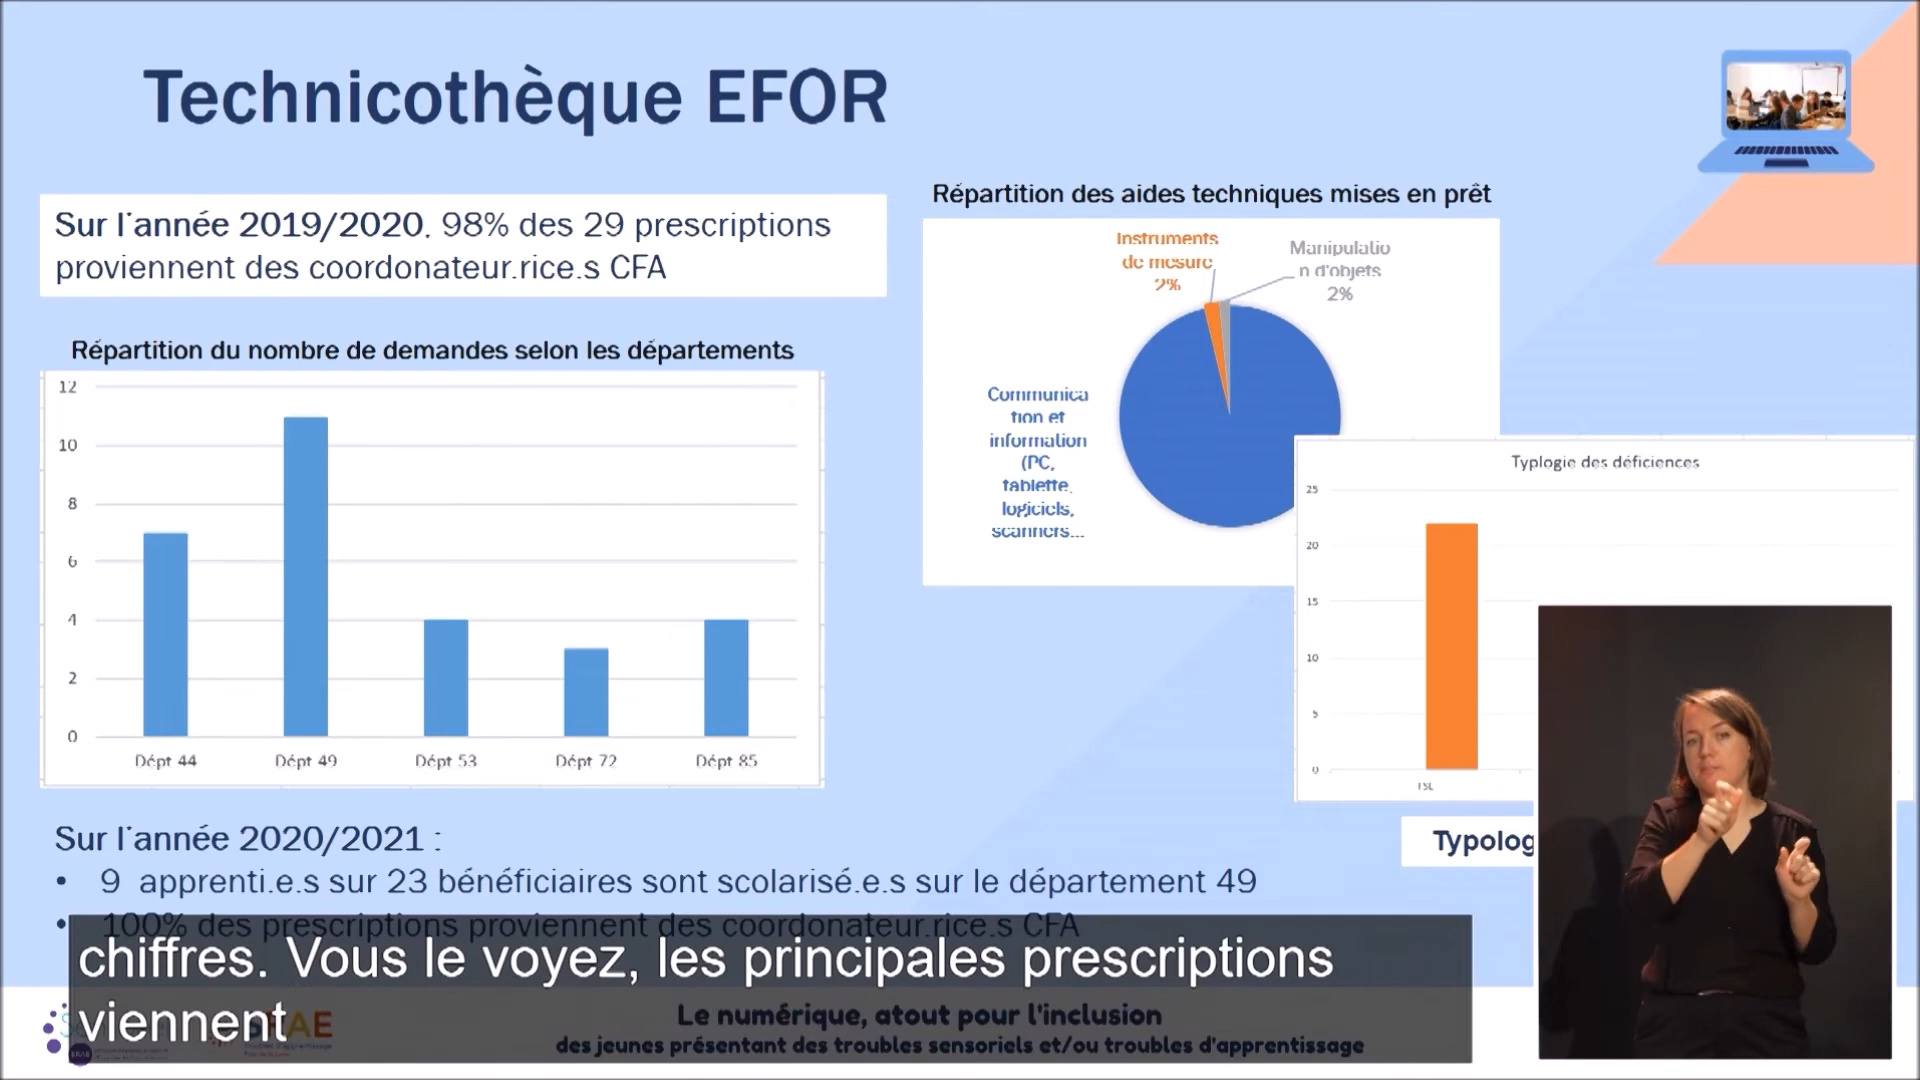 Technicothèque EFOR
Sur l'année 2019/2020, 98% des 29 prescriptions
proviennent des coordonateur.rice.s CFA
Répartition du nombre de demandes selon les départements
12
10
8
6
4
2
0
Dépt 44 Dépt 49 Dépt 53 Dépt 72 Dépt 85
Répartition des aides techniques mises en prêt
Instruments
de mesure
2%
Manipulatio
n d'objets
2%
Communica
tion et
information
(PC,
tablette,
logiciels,
scanners...
Typlogie des déficiences
25
20
15
10
5
0
TSL
Typolog
Sur l'année 2020/2021 :
• 9 apprenti.e.s sur 23 bénéficiaires sont scolarisé.e.s sur le département 49
• 100% des prescriptions proviennent des coordonateur.rice.s CFA
chiffres. Vous le voyez, les principales prescriptions
viennent
Le numérique, atout pour l'inclusion
des jeunes présentant des troubles sensoriels et/ou troubles d'apprentissage